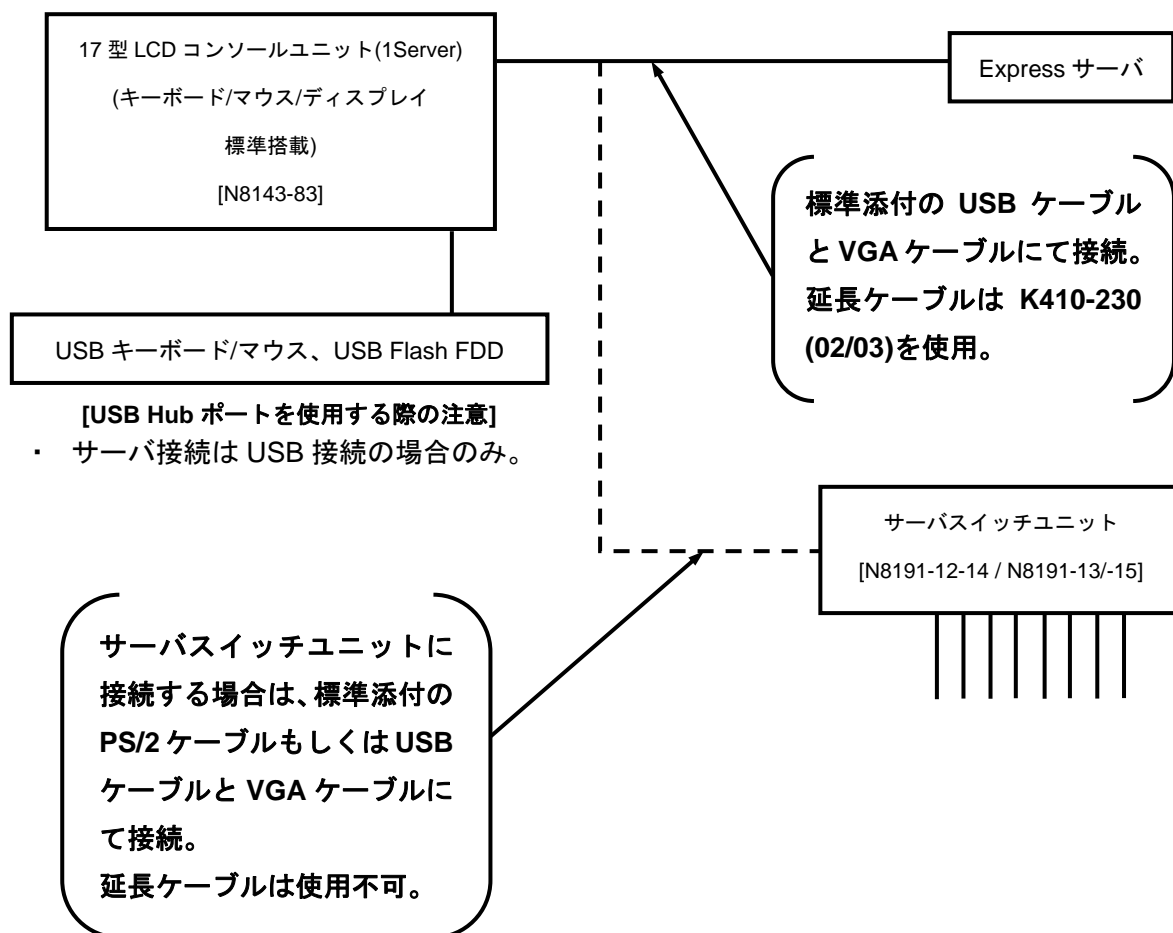 17 型 LCD コンソールユニット(1Server)
(キーボード/マウス/ディスプレイ
標準搭載)
[N8143-83]
Express サーバ
標準添付の USB ケーブル
と VGA ケーブルにて接続。
延長ケーブルは K410-230
(02/03)を使用。
USB キーボード/マウス、USB Flash FDD
[USB Hub ポートを使用する際の注意]
・ サーバ接続は USB 接続の場合のみ。
サーバスイッチユニット
[N8191-12-14 / N8191-13/-15]
サーバスイッチユニットに
接続する場合は、標準添付の
PS/2 ケーブルもしくは USB
ケーブルと VGA ケーブルに
て接続。
延長ケーブルは使用不可。